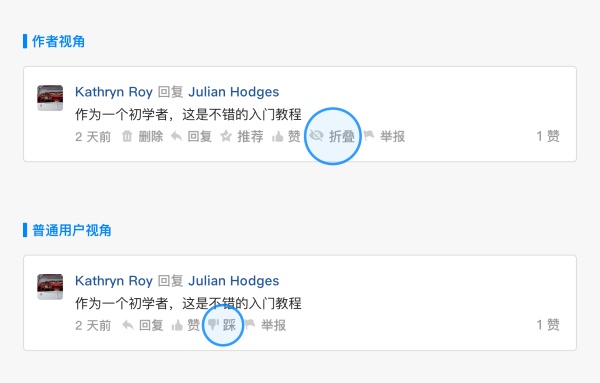 作者视角
Kathryn Roy 回复 Julian Hodges
作为一个初学者，这是不错的入门教程
2 天前 删除 回复 推荐 赞 折叠 举报 1 赞
普通用户视角
Kathryn Roy 回复 Julian Hodges
作为一个初学者，这是不错的入门教程
2 天前 回复 赞 踩 举报 1 赞